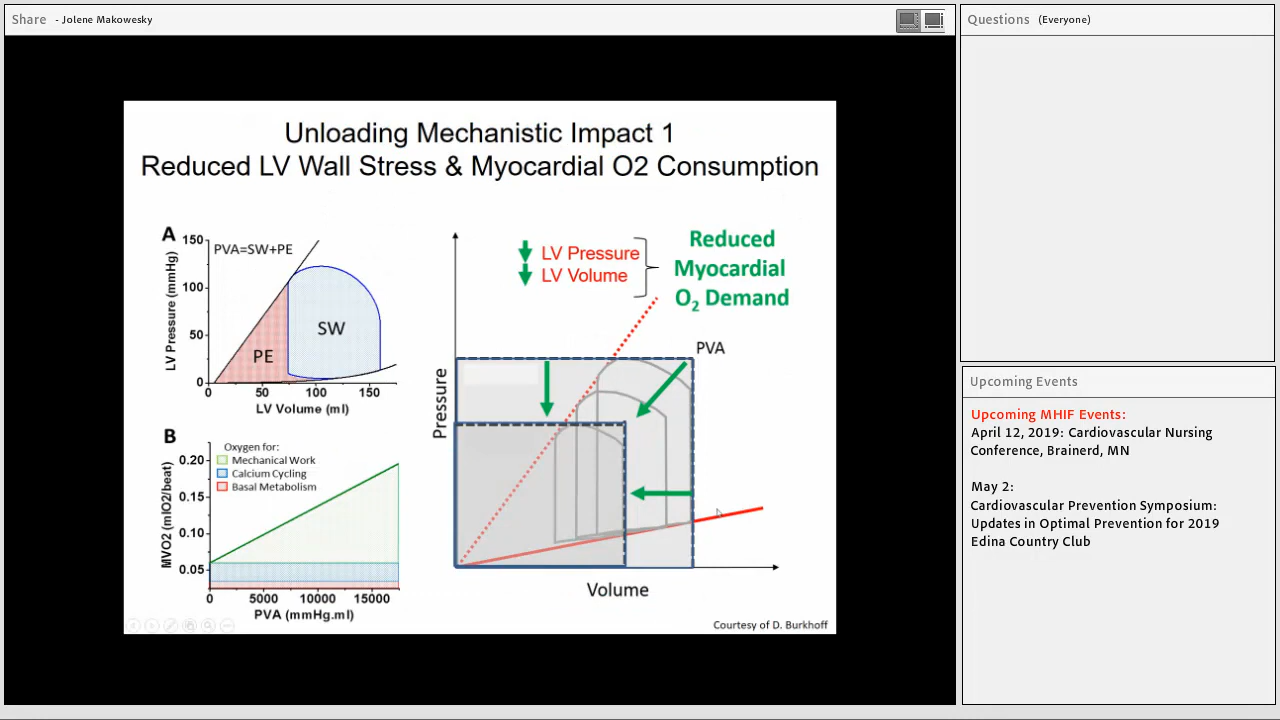 Share - Jolene Makowesky
Unloading Mechanistic Impact 1
Reduced LV Wall Stress & Myocardial O2 Consumption
A
PVA=SW+PE
LV Pressure (mmHg)
150
100
50
0
SW
PE
0 50 100 150
LV Volume (ml)
B
Oxygen for:
Mechanical Work
Calcium Cycling
Basal Metabolism
MVO2 (mlO2/beat)
0.20
0.15
0.10
0.05
0 5000 10000 15000
PVA (mmHg.ml)
LV Pressure
LV Volume
Reduced
Myocardial
O2 Demand
PVA
Pressure
Volume
Courtesy of D. Burkhoff
Questions (Everyone)
Upcoming Events
Upcoming MHIF Events:
April 12, 2019: Cardiovascular Nursing
Conference, Brainerd, MN
May 2:
Cardiovascular Prevention Symposium:
Updates in Optimal Prevention for 2019
Edina Country Club